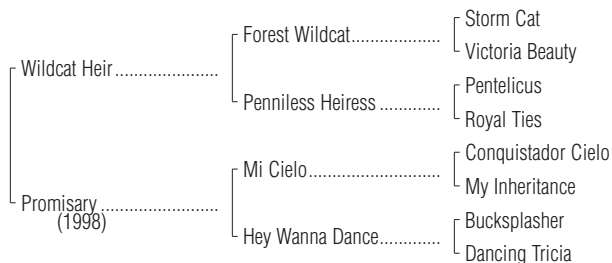 Storm Cat
Forest Wildcat....................
Victoria Beauty
Wildcat Heir .......................
Pentelicus
Penniless Heiress ................
Royal Ties
Conquistador Cielo
Mi Cielo.............................
My Inheritance
Promisary ..........................
(1998)
Bucksplasher
Hey Wanna Dance.............
Dancing Tricia